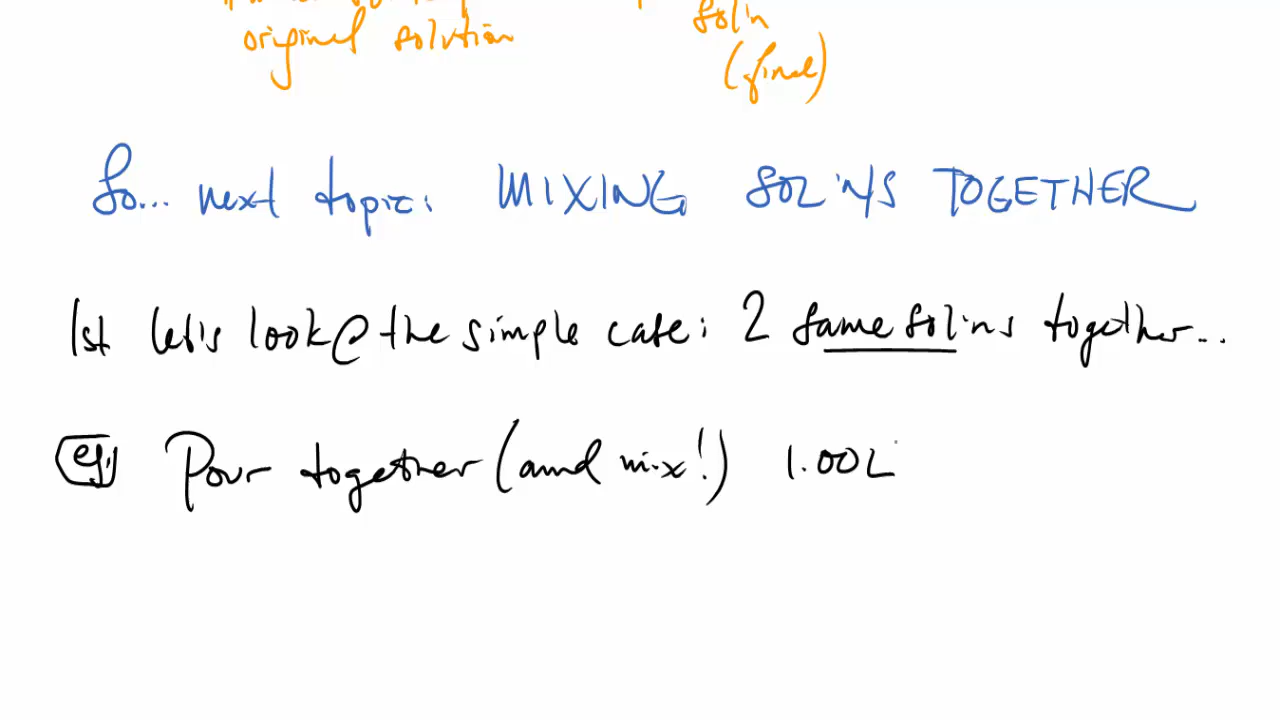 original solution
sol'n
(final)
So... next topic: MIXING SOL'NS TOGETHER
1st let's look @ the simple case: 2 same sol'ns together...
eg. Pour together (and mix!) 1.00L